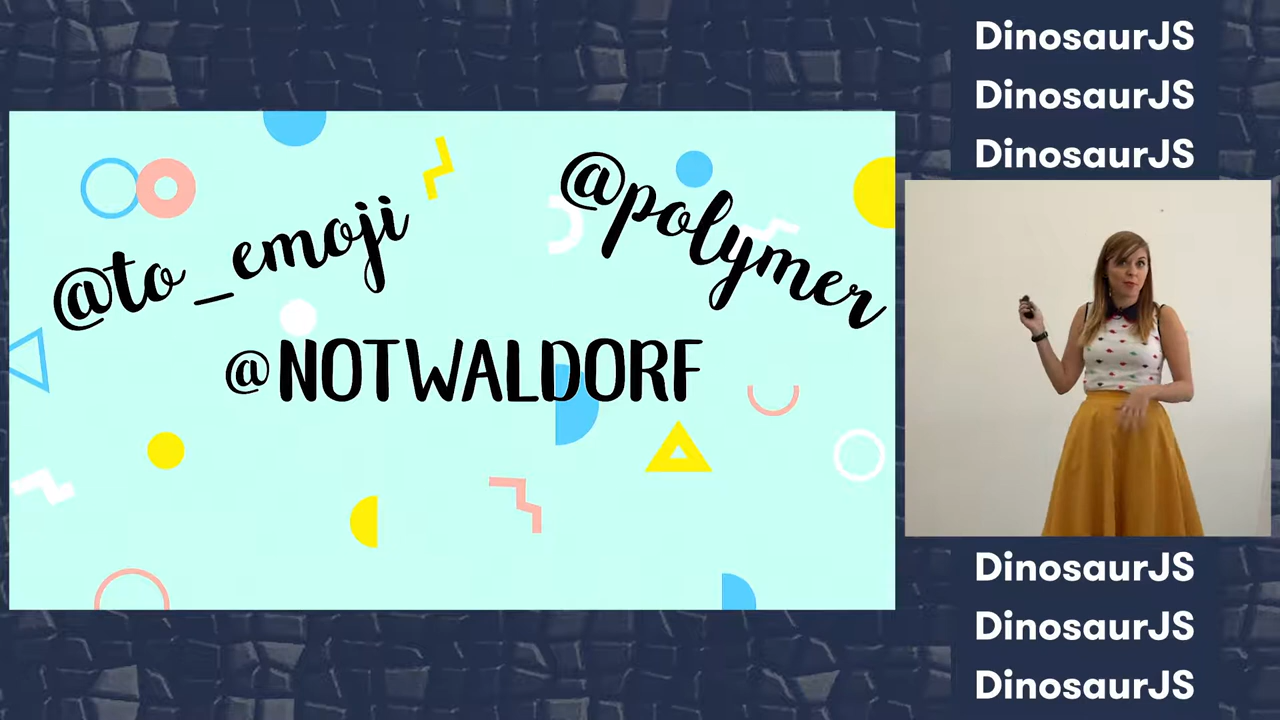 @to_emoji
@polymer
@NOTWALDORF
DinosaurJS
DinosaurJS
DinosaurJS
DinosaurJS
DinosaurJS
DinosaurJS